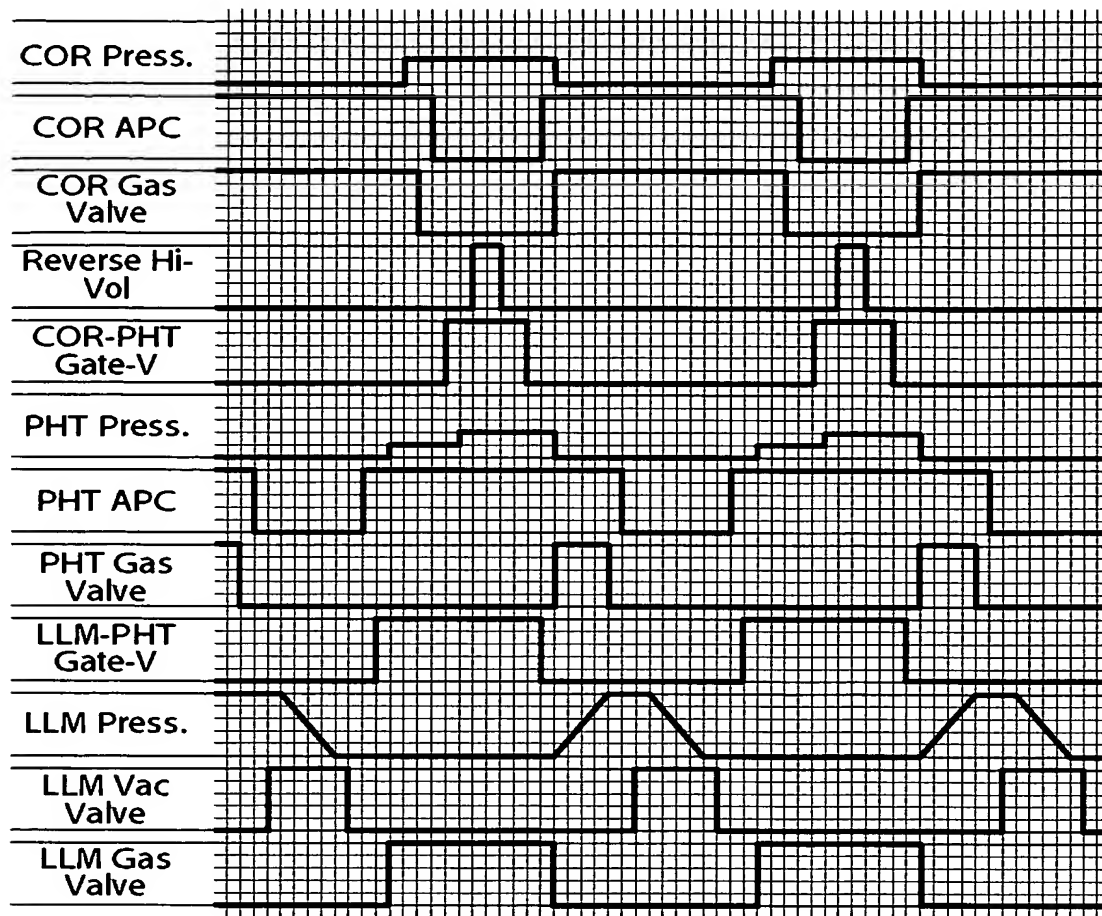 COR Press.
COR APC
COR Gas
Valve
Reverse Hi-
Vol
COR-PHT
Gate-V
PHT Press.
PHT APC
PHT Gas
Valve
LLM-PHT
Gate-V
LLM Press.
LLM Vac
Valve
LLM Gas
Valve